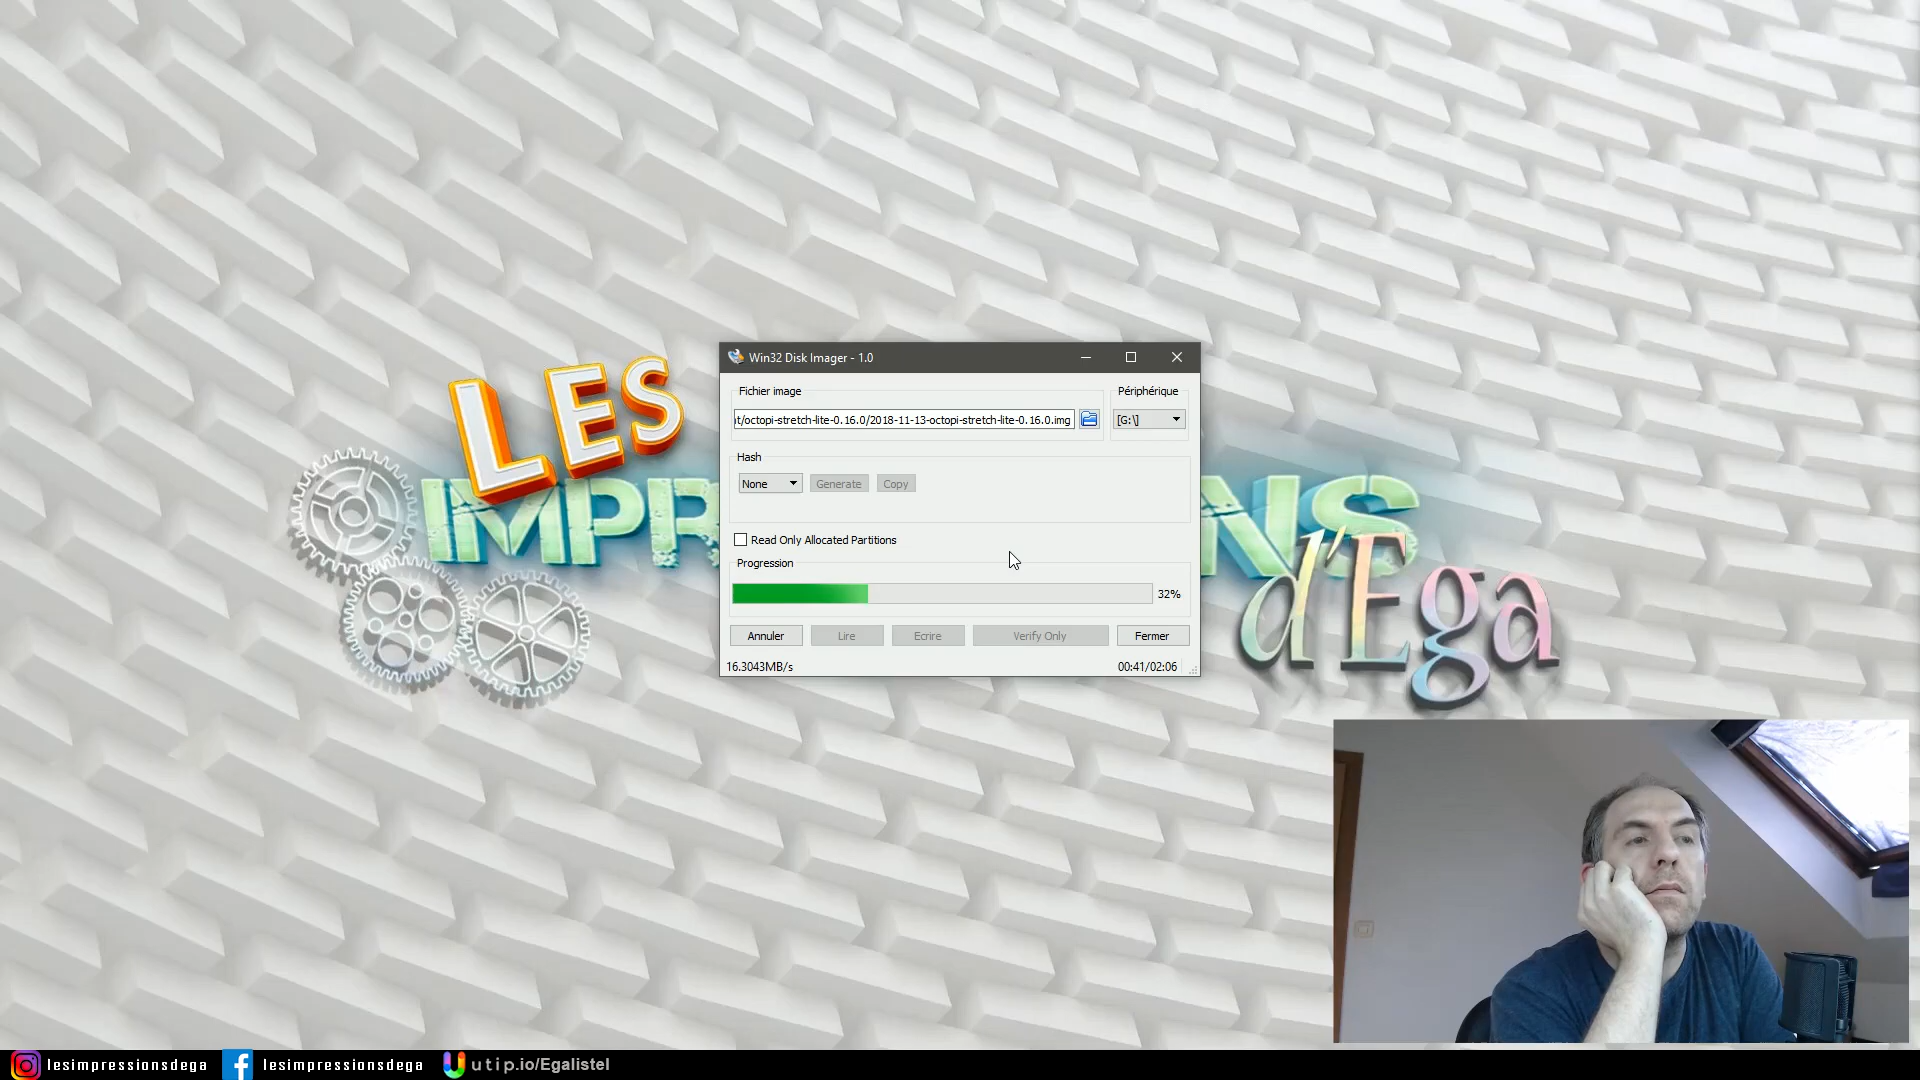 LES
IMPR
NS
d'Ega
Win32 Disk Imager - 1.0
Fichier image
Périphérique
t/octopi-stretch-lite-0.16.0/2018-11-13-octopi-stretch-lite-0.16.0.img
[G:\]
Hash
None
Generate
Copy
Read Only Allocated Partitions
Progression
32%
Annuler
Lire
Ecrire
Verify Only
Fermer
16.3043MB/s
00:41/02:06
lesimpressionsdega
lesimpressionsdega
utip.io/Egalistel